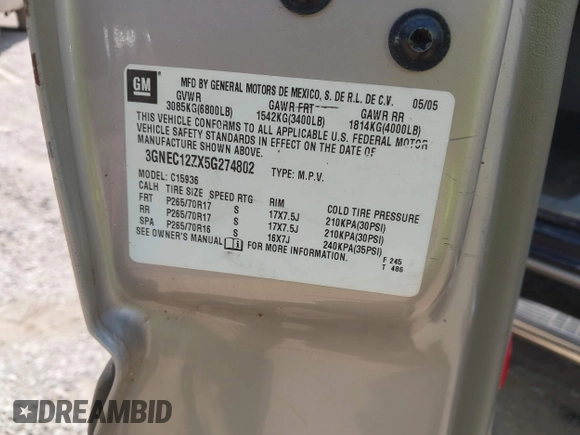 GM
MFD BY GENERAL MOTORS DE MEXICO, S. DE R.L. DE C.V. 05/05
GVWR GAWR FRT GAWR RR
3085KG(6800LB) 1542KG(3400LB) 1814KG(4000LB)
THIS VEHICLE CONFORMS TO ALL APPLICABLE U.S. FEDERAL MOTOR
VEHICLE SAFETY STANDARDS IN EFFECT ON THE DATE OF
MANUFACTURE SHOWN ABOVE.
3GNEC12ZX5G274802 TYPE: M.P.V.
MODEL: C15936
CALH TIRE SIZE SPEED RTG RIM COLD TIRE PRESSURE
FRT P265/70R17 S 17X7.5J 210KPA(30PSI)
RR P265/70R17 S 17X7.5J 210KPA(30PSI)
SPA P265/70R16 S 16X7J 240KPA(35PSI)
SEE OWNER'S MANUAL FOR MORE INFORMATION.
F 245
T 486
DREAMBID